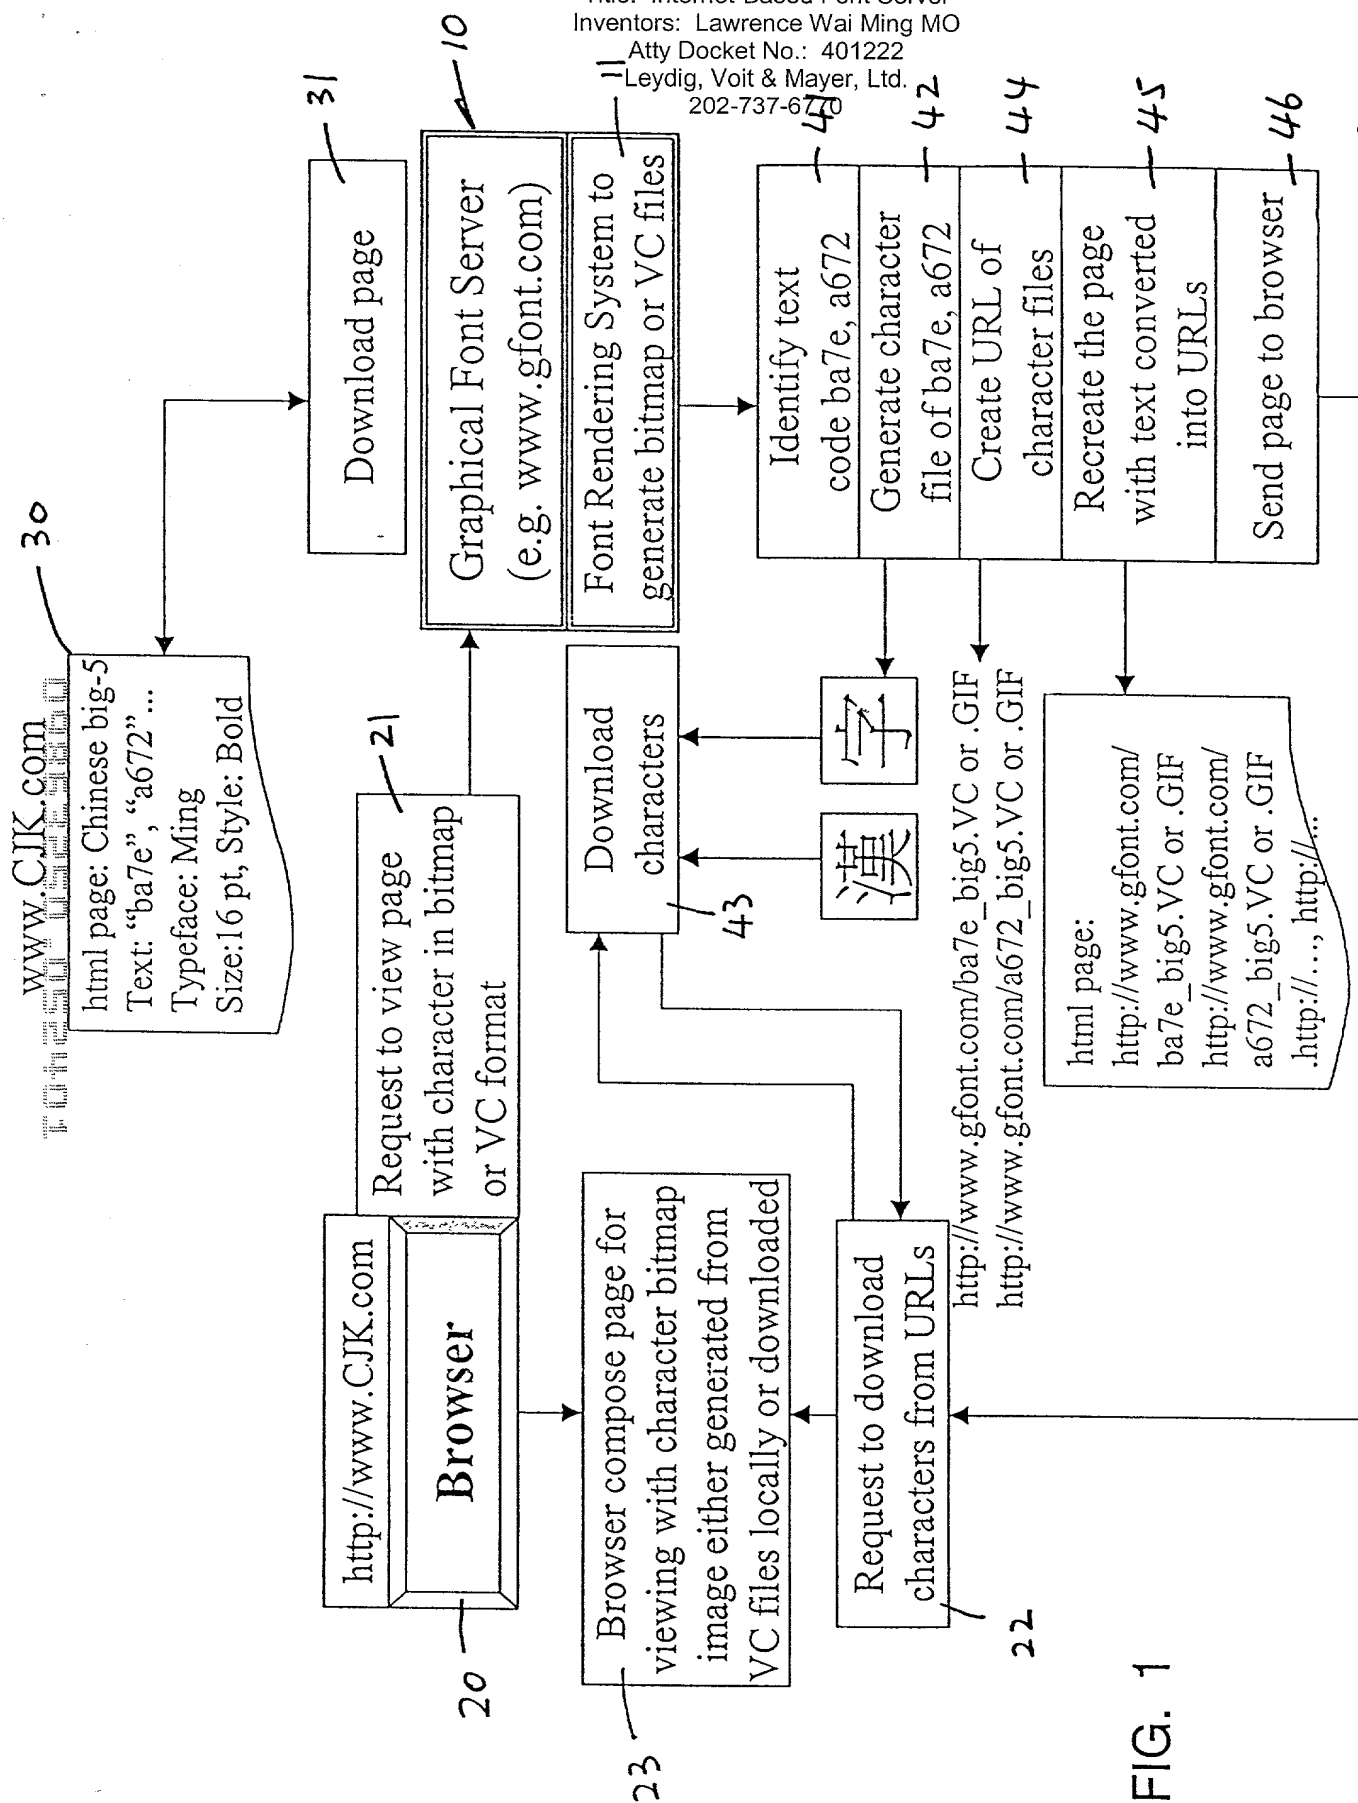 Title: Internet-Based Font Server
Inventors: Lawrence Wai Ming MO
Atty Docket No.: 401222
Leydig, Voit & Mayer, Ltd.
202-737-6770
www.CJK.com
30
html page: Chinese big-5
Text: “ba7e”, “a672” ...
Typeface: Ming
Size:16 pt, Style: Bold
31
Download page
http://www.CJK.com
Browser
20
21
Request to view page
with character in bitmap
or VC format
10
Graphical Font Server
(e.g. www.gfont.com)
11
Font Rendering System to
generate bitmap or VC files
23
Browser compose page for
viewing with character bitmap
image either generated from
VC files locally or downloaded
Download
characters
43
漢
字
Request to download
characters from URLs
22
41
Identify text
code ba7e, a672
42
Generate character
file of ba7e, a672
44
Create URL of
character files
45
Recreate the page
with text converted
into URLs
46
Send page to browser
http://www.gfont.com/ba7e_big5.VC or .GIF
http://www.gfont.com/a672_big5.VC or .GIF
html page:
http://www.gfont.com/
ba7e_big5.VC or .GIF
http://www.gfont.com/
a672_big5.VC or .GIF
.http://..., http://...
FIG. 1